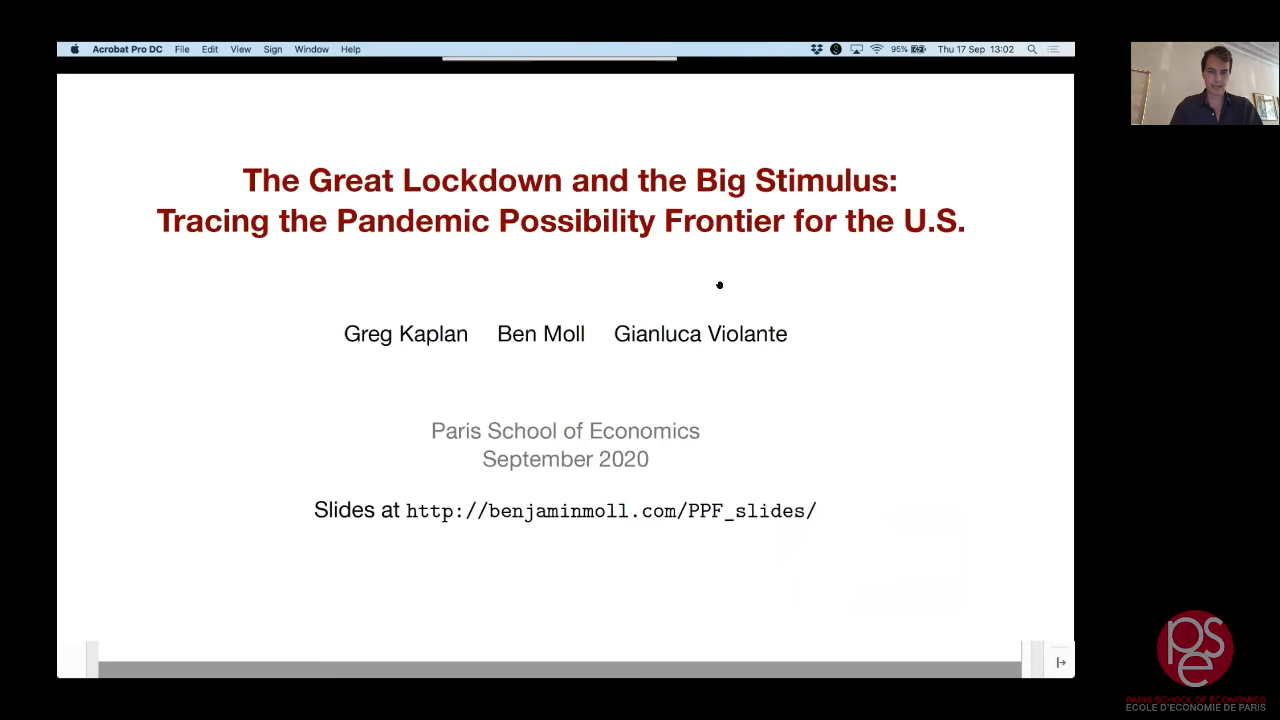 Acrobat Pro DC File Edit View Sign Window Help 95% Thu 17 Sep 13:02
The Great Lockdown and the Big Stimulus:
Tracing the Pandemic Possibility Frontier for the U.S.
Greg Kaplan Ben Moll Gianluca Violante
Paris School of Economics
September 2020
Slides at http://benjaminmoll.com/PPF_slides/
pse
PARIS SCHOOL OF ECONOMICS
ECOLE D'ECONOMIE DE PARIS